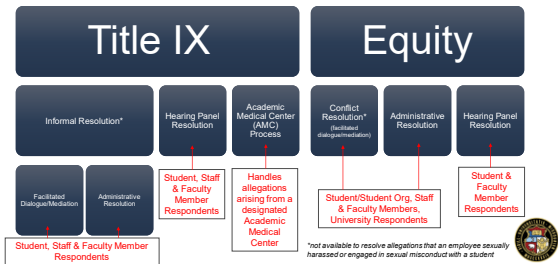 Title IX
Equity
Informal Resolution*
Hearing Panel
Resolution
Academic
Medical Center
(AMC)
Process
Conflict
Resolution*
(facilitated
dialogue/mediation)
Administrative
Resolution
Hearing Panel
Resolution
Facilitated
Dialogue/Mediation
Administrative
Resolution
Student, Staff
& Faculty
Member
Respondents
Handles
allegations
arising from a
designated
Academic
Medical
Center
Student/Student Org, Staff
& Faculty Members,
University Respondents
Student &
Faculty
Member
Respondents
Student, Staff & Faculty Member
Respondents
*not available to resolve allegations that an employee sexually
harassed or engaged in sexual misconduct with a student